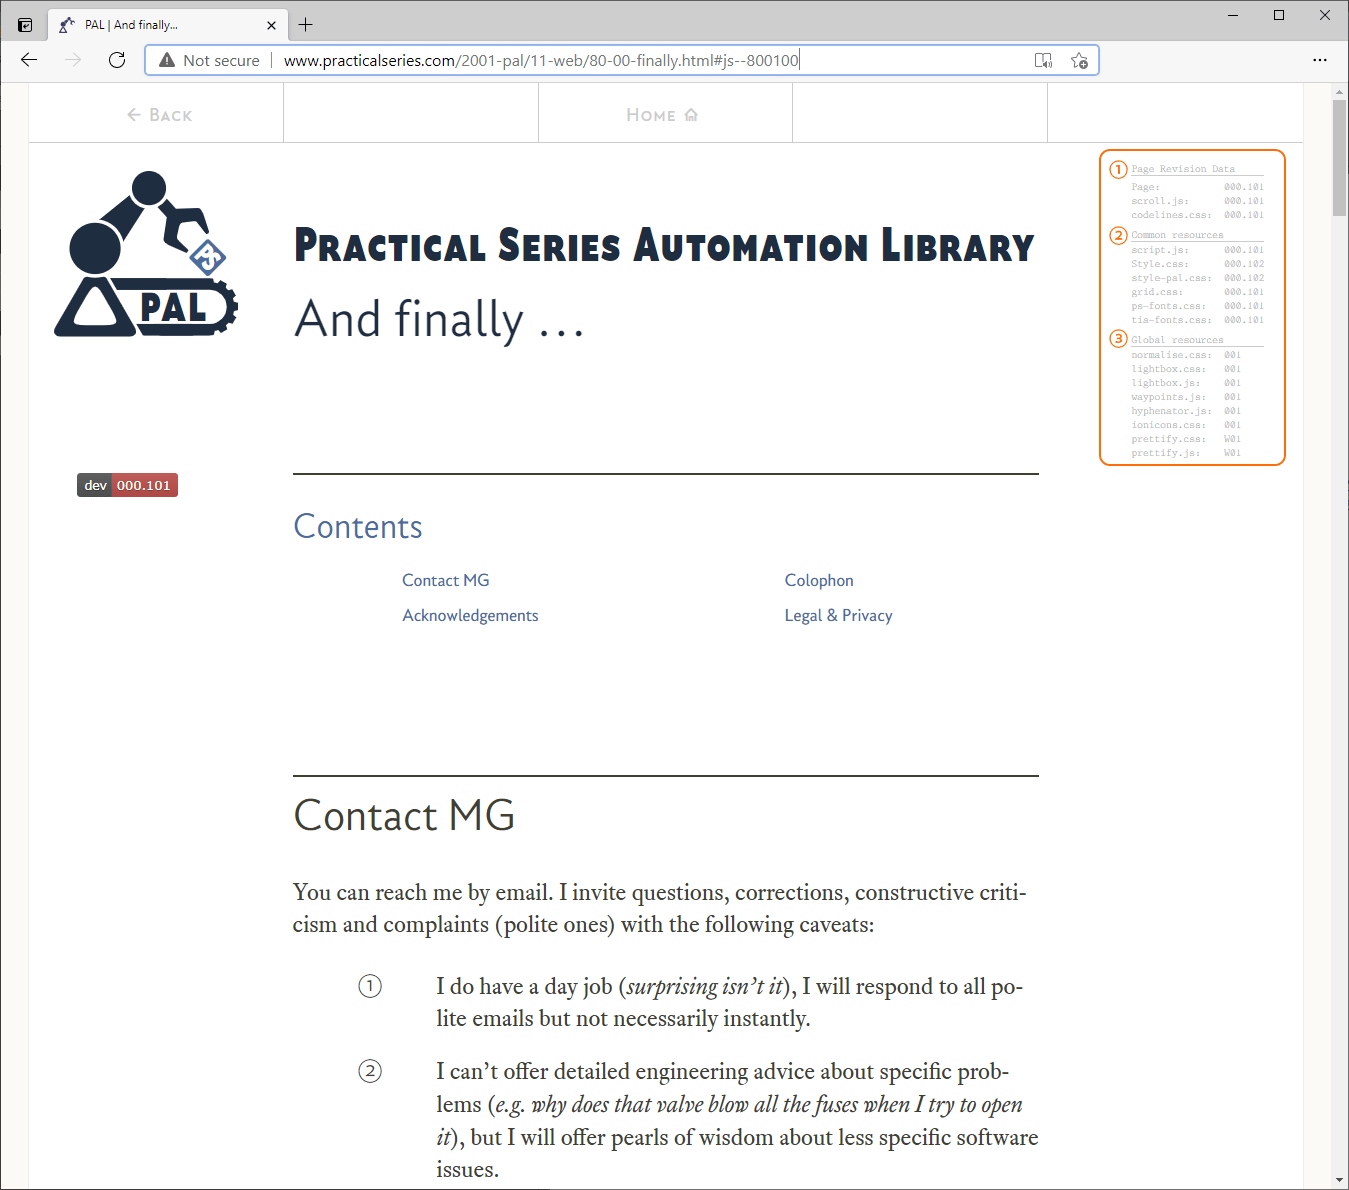 PAL | And finally...
Not secure www.practicalseries.com/2001-pal/11-web/80-00-finally.html#js--800100
← Back
Home
PS
PAL
Practical Series Automation Library
And finally …
1 Page Revision Data
Page: 000.101
scroll.js: 000.101
codelines.css: 000.101
2 Common resources
script.js: 000.101
Style.css: 000.102
style-pal.css: 000.102
grid.css: 000.101
ps-fonts.css: 000.101
tia-fonts.css: 000.101
3 Global resources
normalise.css: 001
lightbox.css: 001
lightbox.js: 001
waypoints.js: 001
hyphenator.js: 001
ionicons.css: 001
prettify.css: W01
prettify.js: W01
dev 000.101
Contents
Contact MG
Colophon
Acknowledgements
Legal & Privacy
Contact MG
You can reach me by email. I invite questions, corrections, constructive criti-
cism and complaints (polite ones) with the following caveats:
1 I do have a day job (surprising isn’t it), I will respond to all po-
lite emails but not necessarily instantly.
2 I can’t offer detailed engineering advice about specific prob-
lems (e.g. why does that valve blow all the fuses when I try to open
it), but I will offer pearls of wisdom about less specific software
issues.